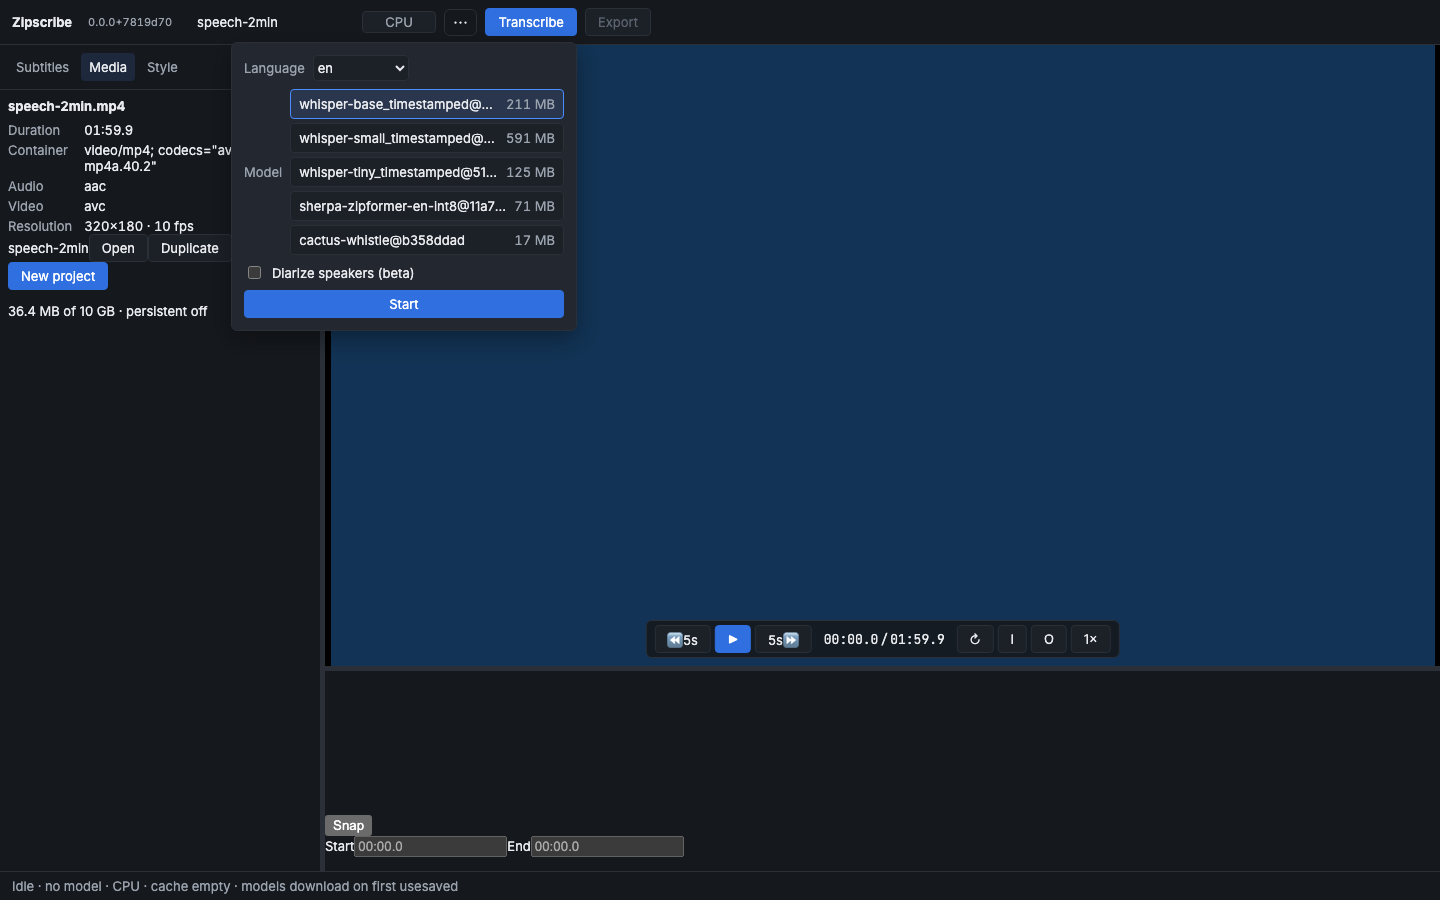 Zipscribe 0.0.0+7819d70 speech-2min CPU ··· Transcribe Export
Subtitles Media Style
speech-2min.mp4
Duration 01:59.9
Container video/mp4; codecs="av
mp4a.40.2"
Audio aac
Video avc
Resolution 320×180 · 10 fps
speech-2min Open Duplicate
New project
36.4 MB of 10 GB · persistent off
Language en
Model
whisper-base_timestamped@... 211 MB
whisper-small_timestamped@... 591 MB
whisper-tiny_timestamped@51... 125 MB
sherpa-zipformer-en-int8@11a7... 71 MB
cactus-whistle@b358ddad 17 MB
Diarize speakers (beta)
Start
⏪5s ▶ 5s⏩ 00:00.0/01:59.9 ↻ I O 1×
Snap
Start 00:00.0 End 00:00.0
Idle · no model · CPU · cache empty · models download on first usesaved